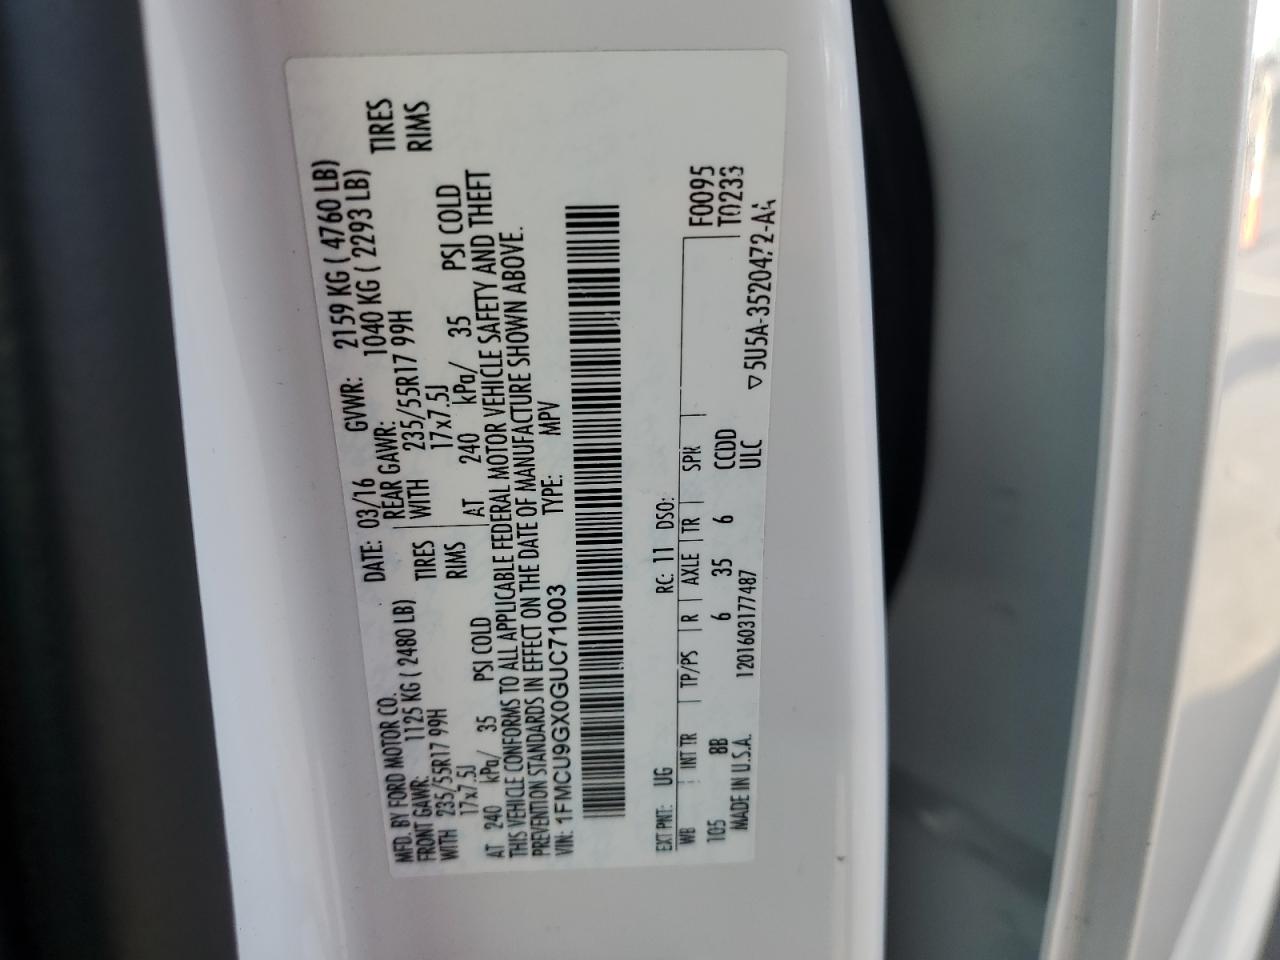 MFD. BY FORD MOTOR CO. DATE: 03/16 GVWR: 2159 KG ( 4760 LB)
FRONT GAWR: 1125 KG ( 2480 LB) REAR GAWR: 1040 KG ( 2293 LB)
WITH 235/55R17 99H TIRES WITH 235/55R17 99H TIRES
17x7.5J RIMS 17x7.5J RIMS
AT 240 kPa/ 35 PSI COLD AT 240 kPa/ 35 PSI COLD
THIS VEHICLE CONFORMS TO ALL APPLICABLE FEDERAL MOTOR VEHICLE SAFETY AND THEFT
PREVENTION STANDARDS IN EFFECT ON THE DATE OF MANUFACTURE SHOWN ABOVE.
VIN: 1FMCU9GX0GUC71003 TYPE: MPV
F0095
T0233
EXT PNT: UG RC: 11 DSO:
WB INT TR TP/PS R AXLE TR SPR
105 8B 6 35 6 CCDD
MADE IN U.S.A. 1201603177487 ULC
▽5U5A-3520472-AA